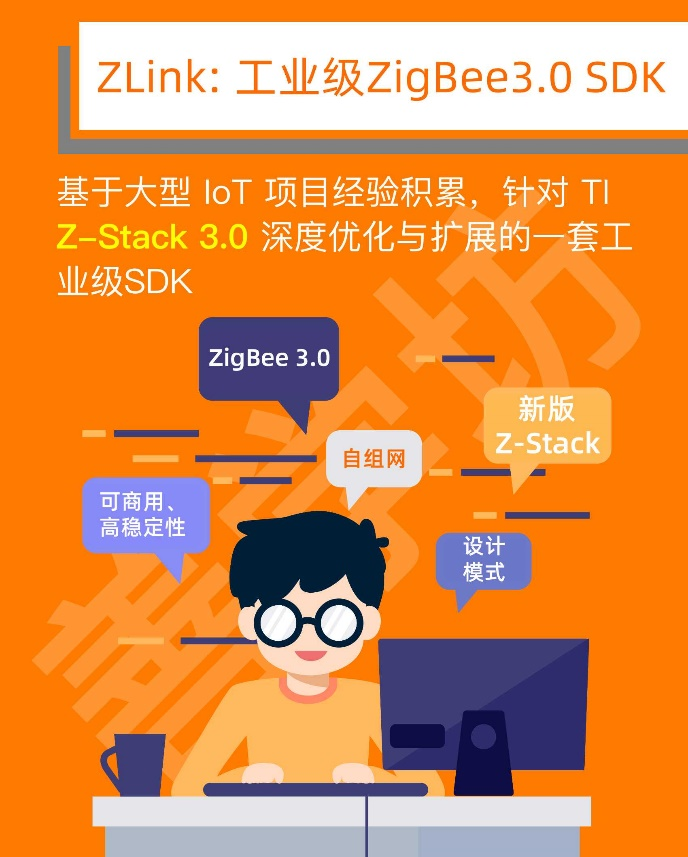 ZLink: 工业级ZigBee3.0 SDK
基于大型 IoT 项目经验积累，针对 TI
Z-Stack 3.0 深度优化与扩展的一套工
业级SDK
ZigBee 3.0
新版
Z-Stack
自组网
可商用、
高稳定性
设计
模式
善学坊